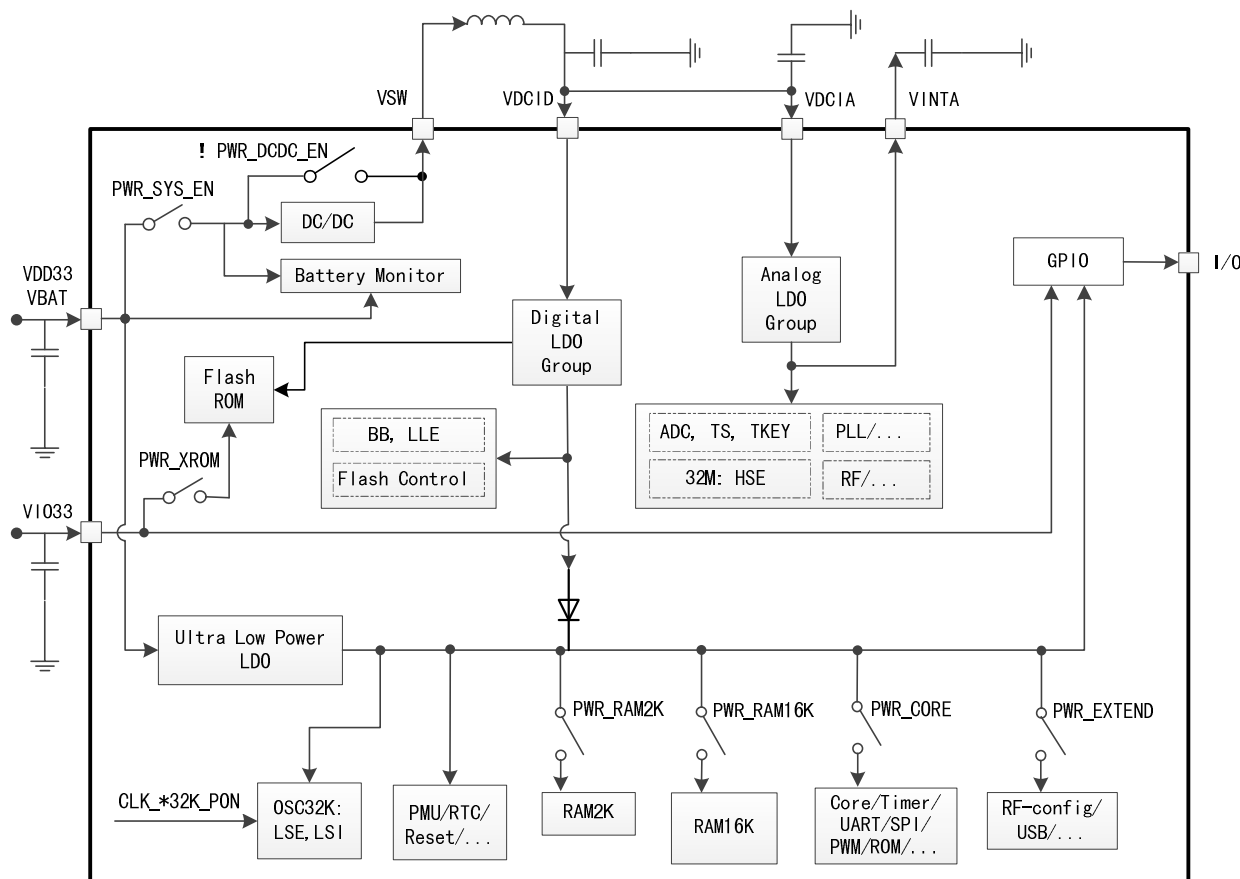 VSW
VDCID
VDCIA
VINTA
! PWR_DCDC_EN
PWR_SYS_EN
DC/DC
Battery Monitor
VDD33
VBAT
GPIO
I/O
Analog
LDO
Group
Digital
LDO
Group
Flash
ROM
BB, LLE
Flash Control
ADC, TS, TKEY
PLL/...
32M: HSE
RF/...
PWR_XROM
VIO33
Ultra Low Power
LDO
PWR_RAM2K
PWR_RAM16K
PWR_CORE
PWR_EXTEND
CLK_*32K_PON
OSC32K:
LSE, LSI
PMU/RTC/
Reset/...
RAM2K
RAM16K
Core/Timer/
UART/SPI/
PWM/ROM/...
RF-config/
USB/...